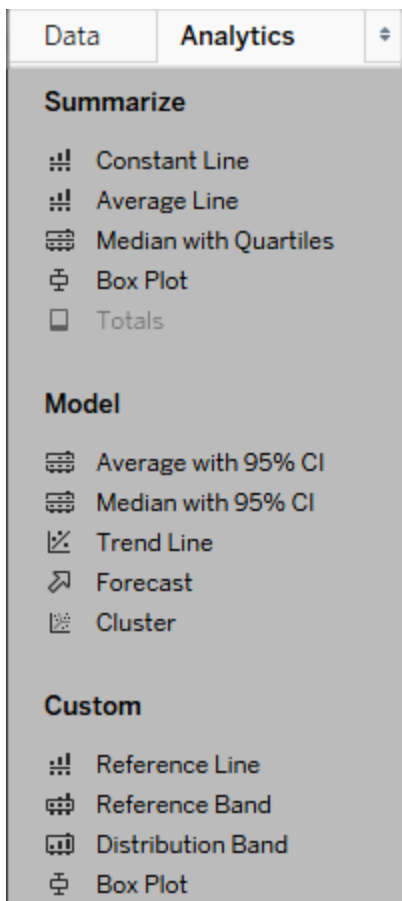 Data Analytics
Summarize
Constant Line
Average Line
Median with Quartiles
Box Plot
Totals
Model
Average with 95% CI
Median with 95% CI
Trend Line
Forecast
Cluster
Custom
Reference Line
Reference Band
Distribution Band
Box Plot